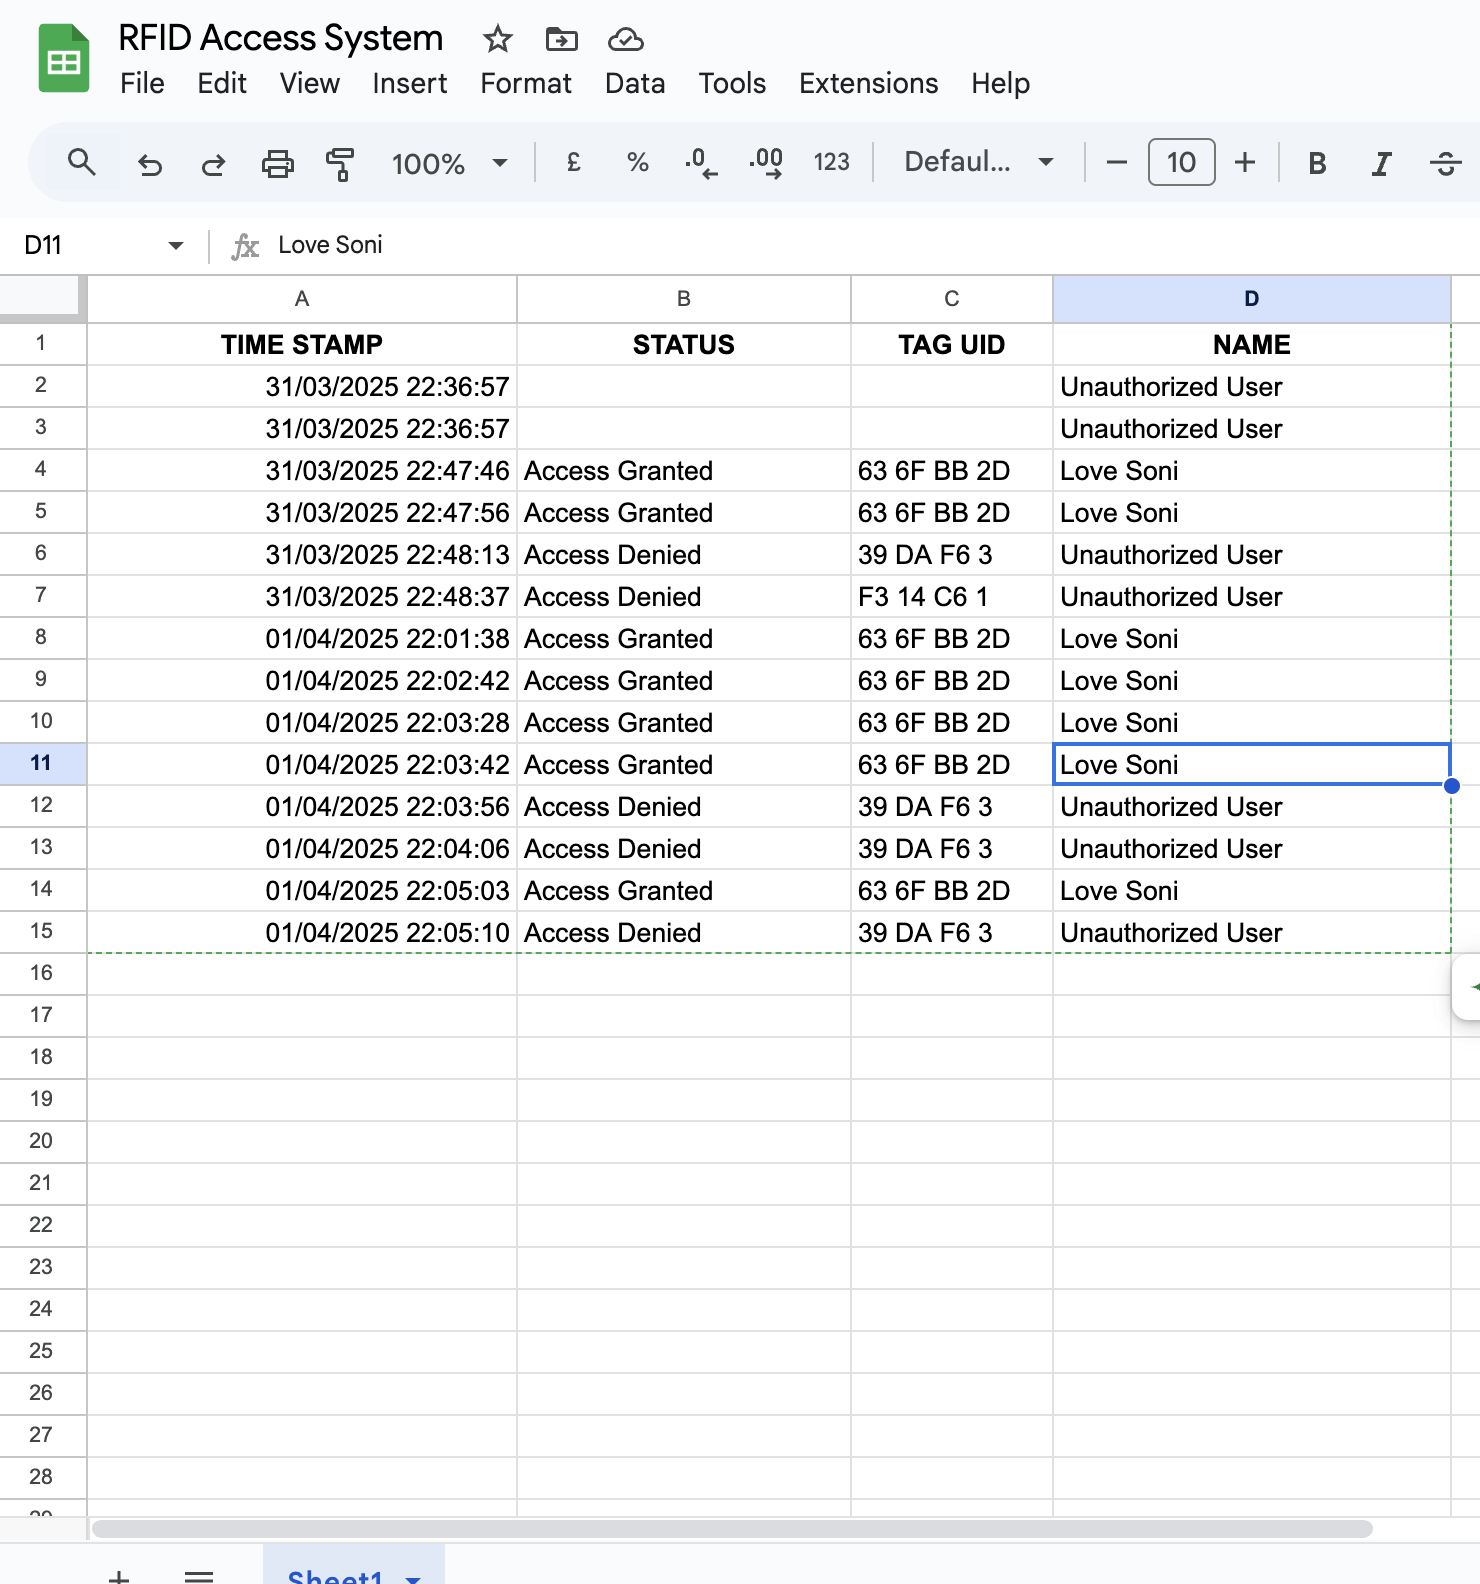 RFID Access System
File Edit View Insert Format Data Tools Extensions Help
100% £ % .0 .00 123 Defaul... 10 B I S
D11 fx Love Soni
A B C D
1 TIME STAMP STATUS TAG UID NAME
2 31/03/2025 22:36:57 Unauthorized User
3 31/03/2025 22:36:57 Unauthorized User
4 31/03/2025 22:47:46 Access Granted 63 6F BB 2D Love Soni
5 31/03/2025 22:47:56 Access Granted 63 6F BB 2D Love Soni
6 31/03/2025 22:48:13 Access Denied 39 DA F6 3 Unauthorized User
7 31/03/2025 22:48:37 Access Denied F3 14 C6 1 Unauthorized User
8 01/04/2025 22:01:38 Access Granted 63 6F BB 2D Love Soni
9 01/04/2025 22:02:42 Access Granted 63 6F BB 2D Love Soni
10 01/04/2025 22:03:28 Access Granted 63 6F BB 2D Love Soni
11 01/04/2025 22:03:42 Access Granted 63 6F BB 2D Love Soni
12 01/04/2025 22:03:56 Access Denied 39 DA F6 3 Unauthorized User
13 01/04/2025 22:04:06 Access Denied 39 DA F6 3 Unauthorized User
14 01/04/2025 22:05:03 Access Granted 63 6F BB 2D Love Soni
15 01/04/2025 22:05:10 Access Denied 39 DA F6 3 Unauthorized User
16
17
18
19
20
21
22
23
24
25
26
27
28
29
Sheet1